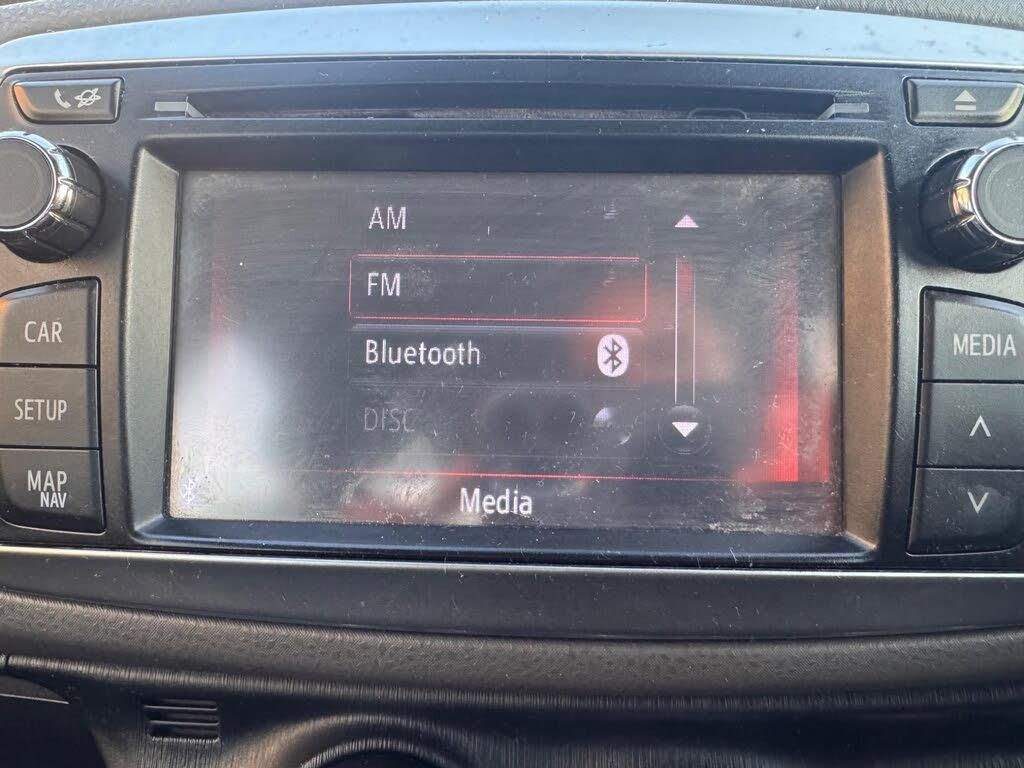 AM
FM
Bluetooth
DISC
Media
CAR
SETUP
MAP
NAV
MEDIA